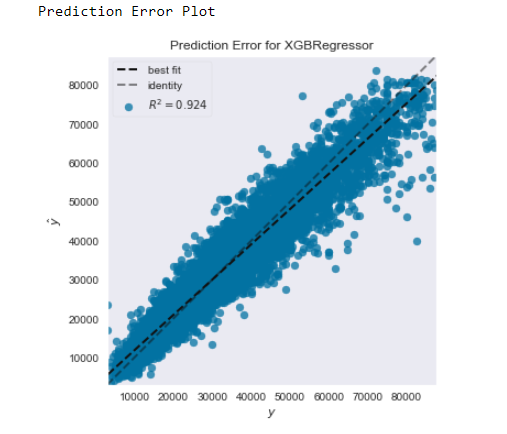 Prediction Error Plot
Prediction Error for XGBRegressor
best fit
identity
R² = 0.924
80000
70000
60000
50000
40000
30000
20000
10000
ŷ
10000 20000 30000 40000 50000 60000 70000 80000
y